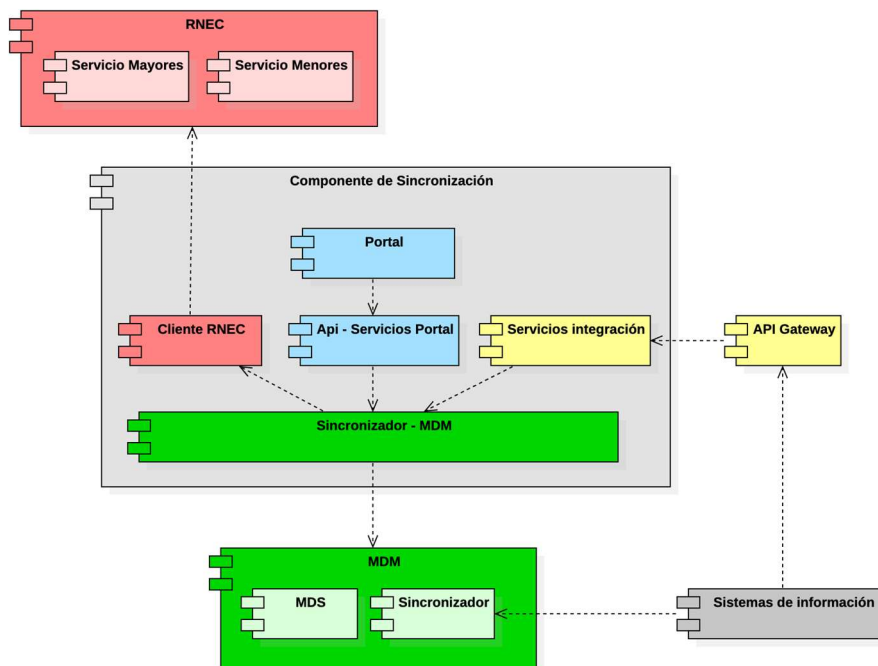 RNEC
Servicio Mayores
Servicio Menores
Componente de Sincronización
Portal
Cliente RNEC
Api - Servicios Portal
Servicios integración
API Gateway
Sincronizador - MDM
MDM
MDS
Sincronizador
Sistemas de información